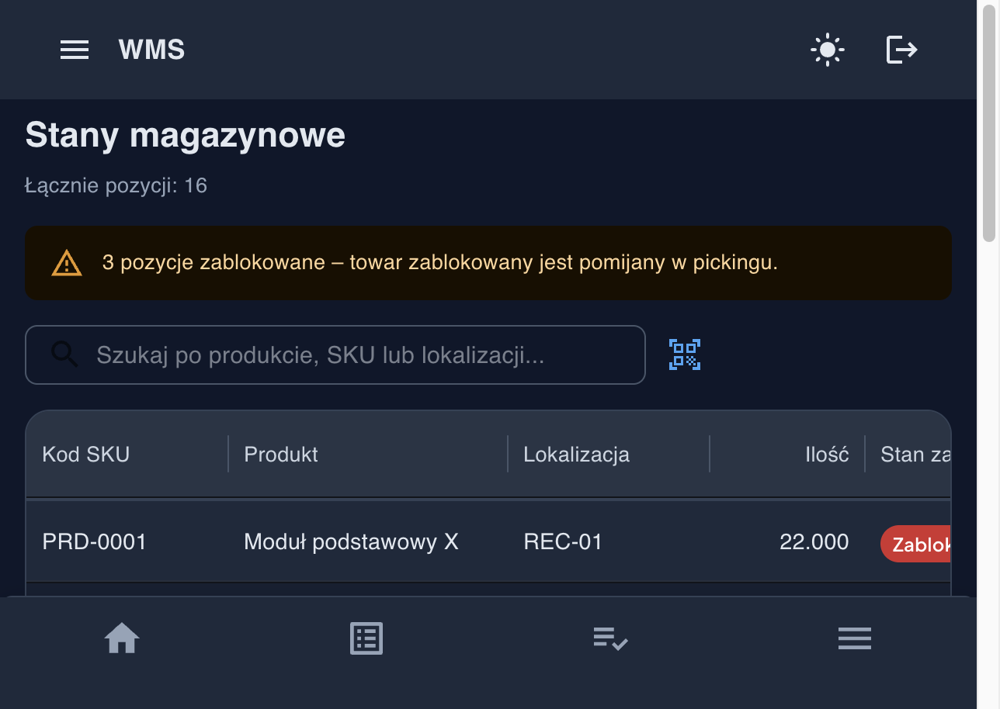 WMS
Stany magazynowe
Łącznie pozycji: 16
3 pozycje zablokowane – towar zablokowany jest pomijany w pickingu.
Szukaj po produkcie, SKU lub lokalizacji...
Kod SKU Produkt Lokalizacja Ilość Stan za
PRD-0001 Moduł podstawowy X REC-01 22.000 Zablok